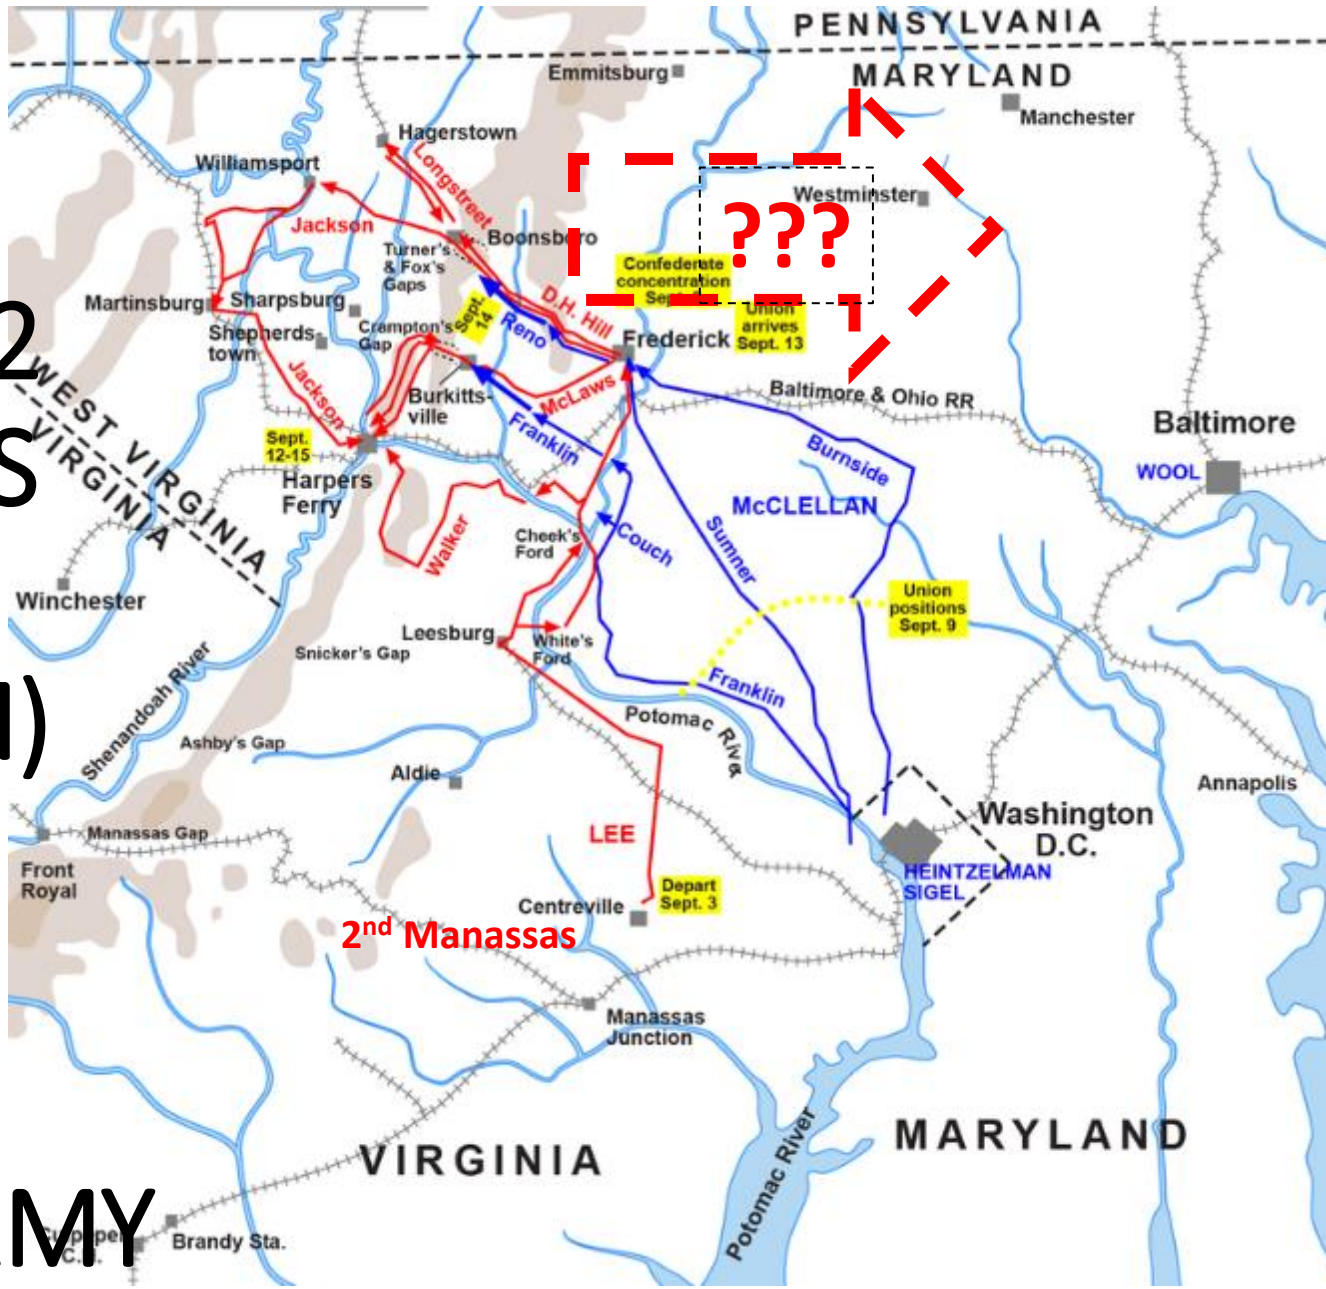 PENNSYLVANIA
MARYLAND
Emmitsburg
Manchester
Hagerstown
Williamsport
Longstreet
Westminster
Jackson
Boonsboro
???
Turner's
& Fox's
Gaps
Confederate
concentration
Sept.
Martinsburg
Sharpsburg
Sept.
14
D.H. Hill
Union
arrives
Sept. 13
2
Shepherds-
town
Crampton's
Gap
Reno
Frederick
WEST VIRGINIA
VIRGINIA
Jackson
Burkitts-
ville
McLaws
Baltimore & Ohio RR
Baltimore
S
Sept.
12-15
Franklin
Burnside
WOOL
Harpers
Ferry
McCLELLAN
Walker
Cheek's
Ford
Couch
Sumner
Winchester
Union
positions
Sept. 9
Leesburg
White's
Ford
Snicker's Gap
Shenandoah River
Franklin
Potomac River
I)
Ashby's Gap
Aldie
Annapolis
Manassas Gap
LEE
Washington
D.C.
Front
Royal
HEINTZELMAN
SIGEL
Depart
Sept. 3
Centreville
2nd Manassas
Manassas
Junction
VIRGINIA
MARYLAND
Potomac River
MY
Brandy Sta.